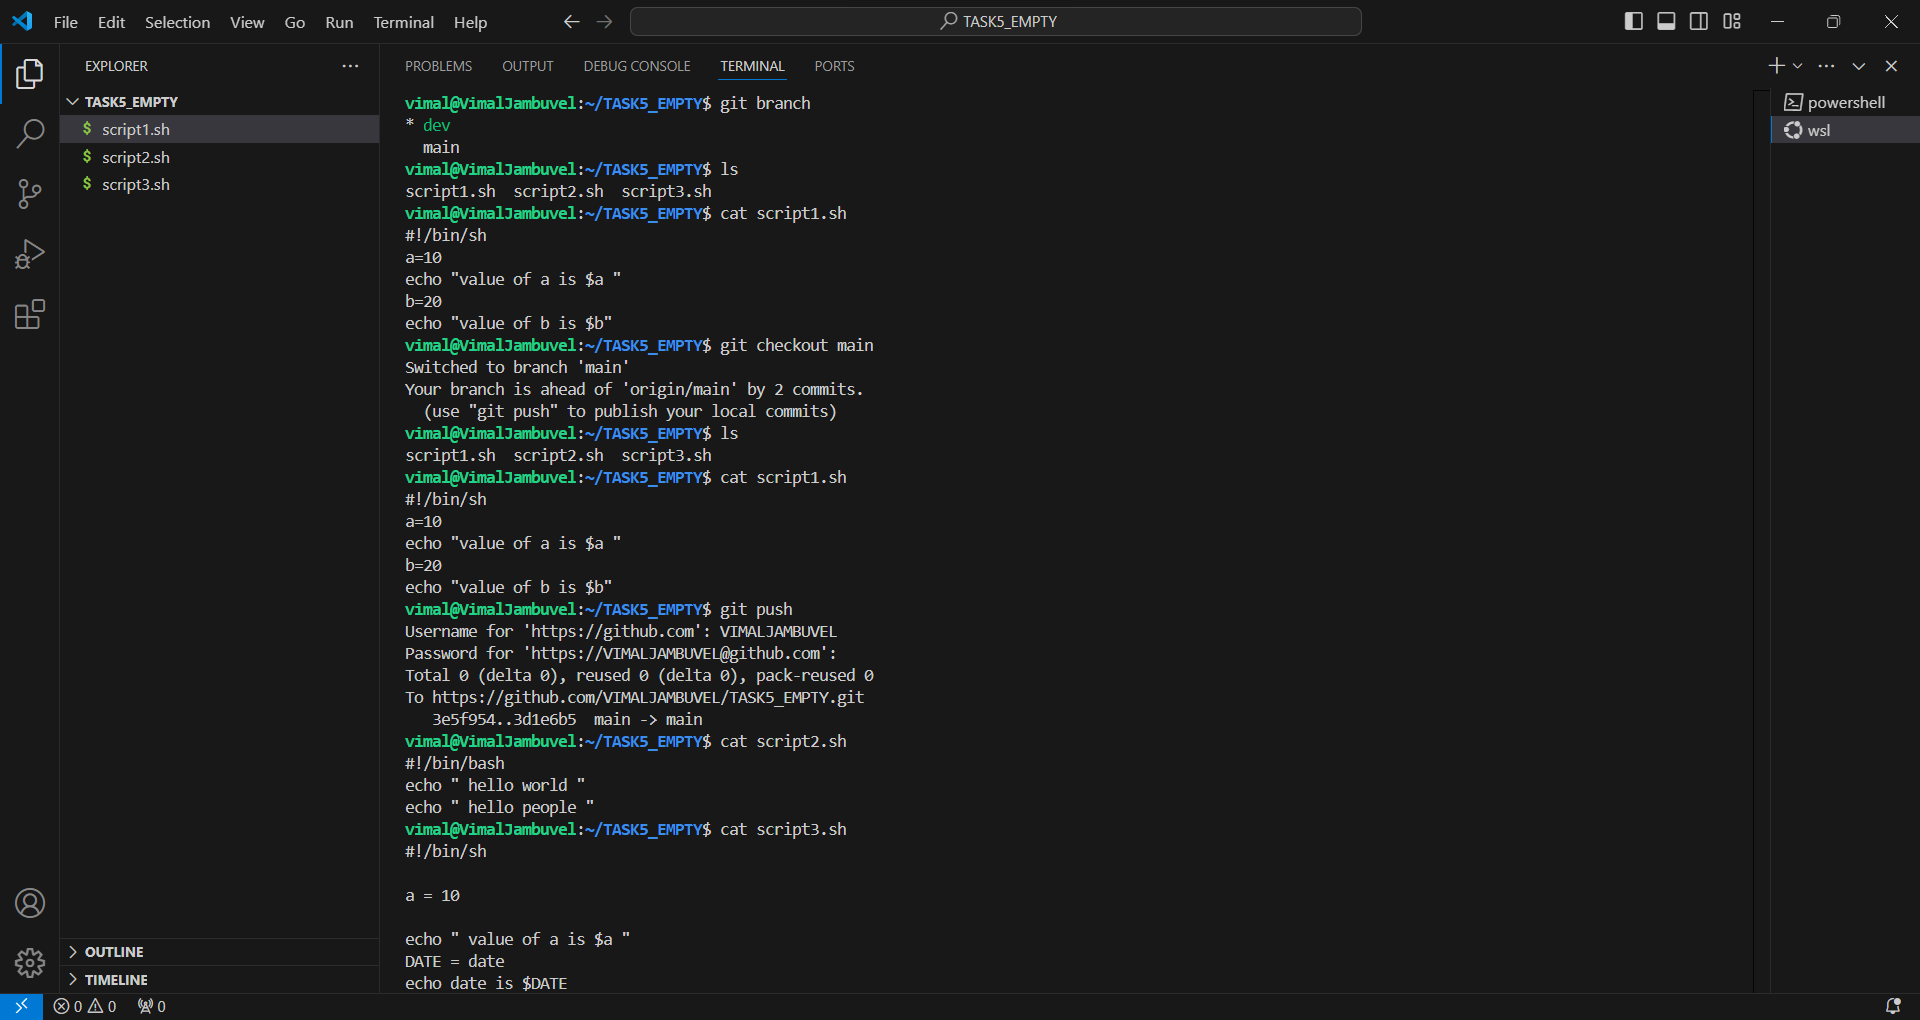 File Edit Selection View Go Run Terminal Help
TASK5_EMPTY
EXPLORER
TASK5_EMPTY
$ script1.sh
$ script2.sh
$ script3.sh
OUTLINE
TIMELINE
PROBLEMS OUTPUT DEBUG CONSOLE TERMINAL PORTS
vimal@VimalJambuvel:~/TASK5_EMPTY$ git branch
* dev
  main
vimal@VimalJambuvel:~/TASK5_EMPTY$ ls
script1.sh  script2.sh  script3.sh
vimal@VimalJambuvel:~/TASK5_EMPTY$ cat script1.sh
#!/bin/sh
a=10
echo "value of a is $a "
b=20
echo "value of b is $b"
vimal@VimalJambuvel:~/TASK5_EMPTY$ git checkout main
Switched to branch 'main'
Your branch is ahead of 'origin/main' by 2 commits.
  (use "git push" to publish your local commits)
vimal@VimalJambuvel:~/TASK5_EMPTY$ ls
script1.sh  script2.sh  script3.sh
vimal@VimalJambuvel:~/TASK5_EMPTY$ cat script1.sh
#!/bin/sh
a=10
echo "value of a is $a "
b=20
echo "value of b is $b"
vimal@VimalJambuvel:~/TASK5_EMPTY$ git push
Username for 'https://github.com': VIMALJAMBUVEL
Password for 'https://VIMALJAMBUVEL@github.com':
Total 0 (delta 0), reused 0 (delta 0), pack-reused 0
To https://github.com/VIMALJAMBUVEL/TASK5_EMPTY.git
   3e5f954..3d1e6b5  main -> main
vimal@VimalJambuvel:~/TASK5_EMPTY$ cat script2.sh
#!/bin/bash
echo " hello world "
echo " hello people "
vimal@VimalJambuvel:~/TASK5_EMPTY$ cat script3.sh
#!/bin/sh
a = 10
echo " value of a is $a "
DATE = date
echo date is $DATE
powershell
wsl
0 0 0